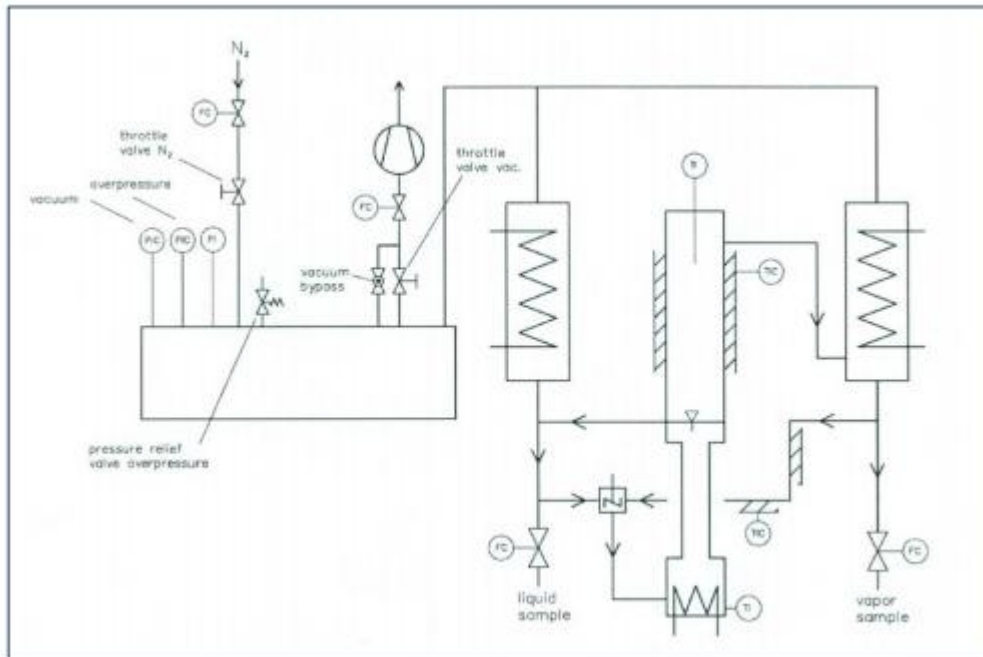 N₂
FC
throttle
valve N₂
overpressure
vacuum
PIC
PIC
PI
FC
throttle
valve vac.
vacuum
bypass
pressure relief
valve overpressure
TI
TIC
TIC
FC
liquid
sample
TI
FC
vapor
sample